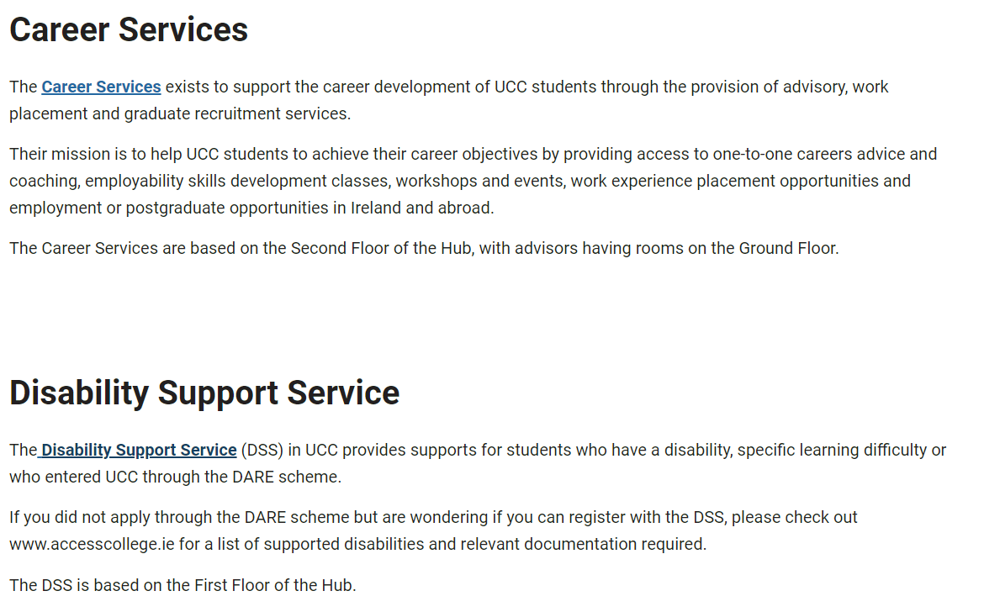 Career Services
The Career Services exists to support the career development of UCC students through the provision of advisory, work
placement and graduate recruitment services.
Their mission is to help UCC students to achieve their career objectives by providing access to one-to-one careers advice and
coaching, employability skills development classes, workshops and events, work experience placement opportunities and
employment or postgraduate opportunities in Ireland and abroad.
The Career Services are based on the Second Floor of the Hub, with advisors having rooms on the Ground Floor.
Disability Support Service
The Disability Support Service (DSS) in UCC provides supports for students who have a disability, specific learning difficulty or
who entered UCC through the DARE scheme.
If you did not apply through the DARE scheme but are wondering if you can register with the DSS, please check out
www.accesscollege.ie for a list of supported disabilities and relevant documentation required.
The DSS is based on the First Floor of the Hub.